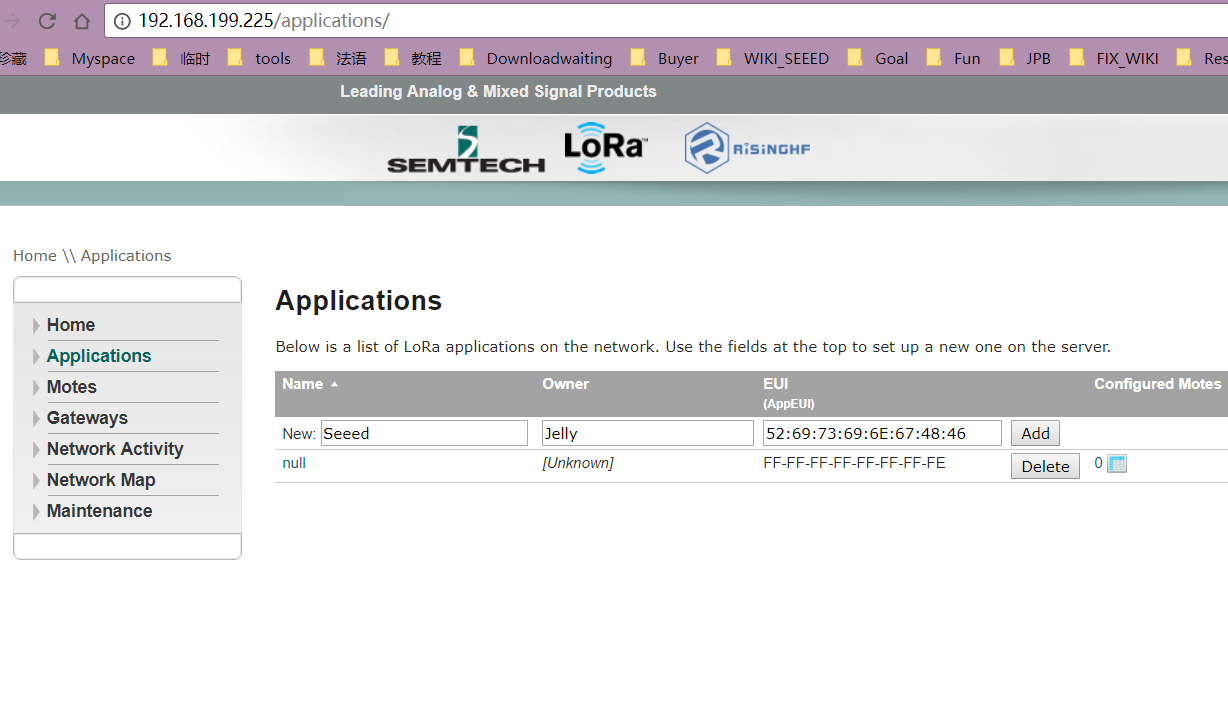 192.168.199.225/applications/
珍藏 Myspace 临时 tools 法语 教程 Downloadwaiting Buyer WIKI_SEEED Goal Fun JPB FIX_WIKI Res
Leading Analog & Mixed Signal Products
SEMTECH LoRa™ RiSiNGHF
Home \\ Applications
Applications
Home
Applications
Motes
Gateways
Network Activity
Network Map
Maintenance
Below is a list of LoRa applications on the network. Use the fields at the top to set up a new one on the server.
Name Owner EUI Configured Motes
(AppEUI)
New: Seeed Jelly 52:69:73:69:6E:67:48:46 Add
null [Unknown] FF-FF-FF-FF-FF-FF-FF-FE Delete 0